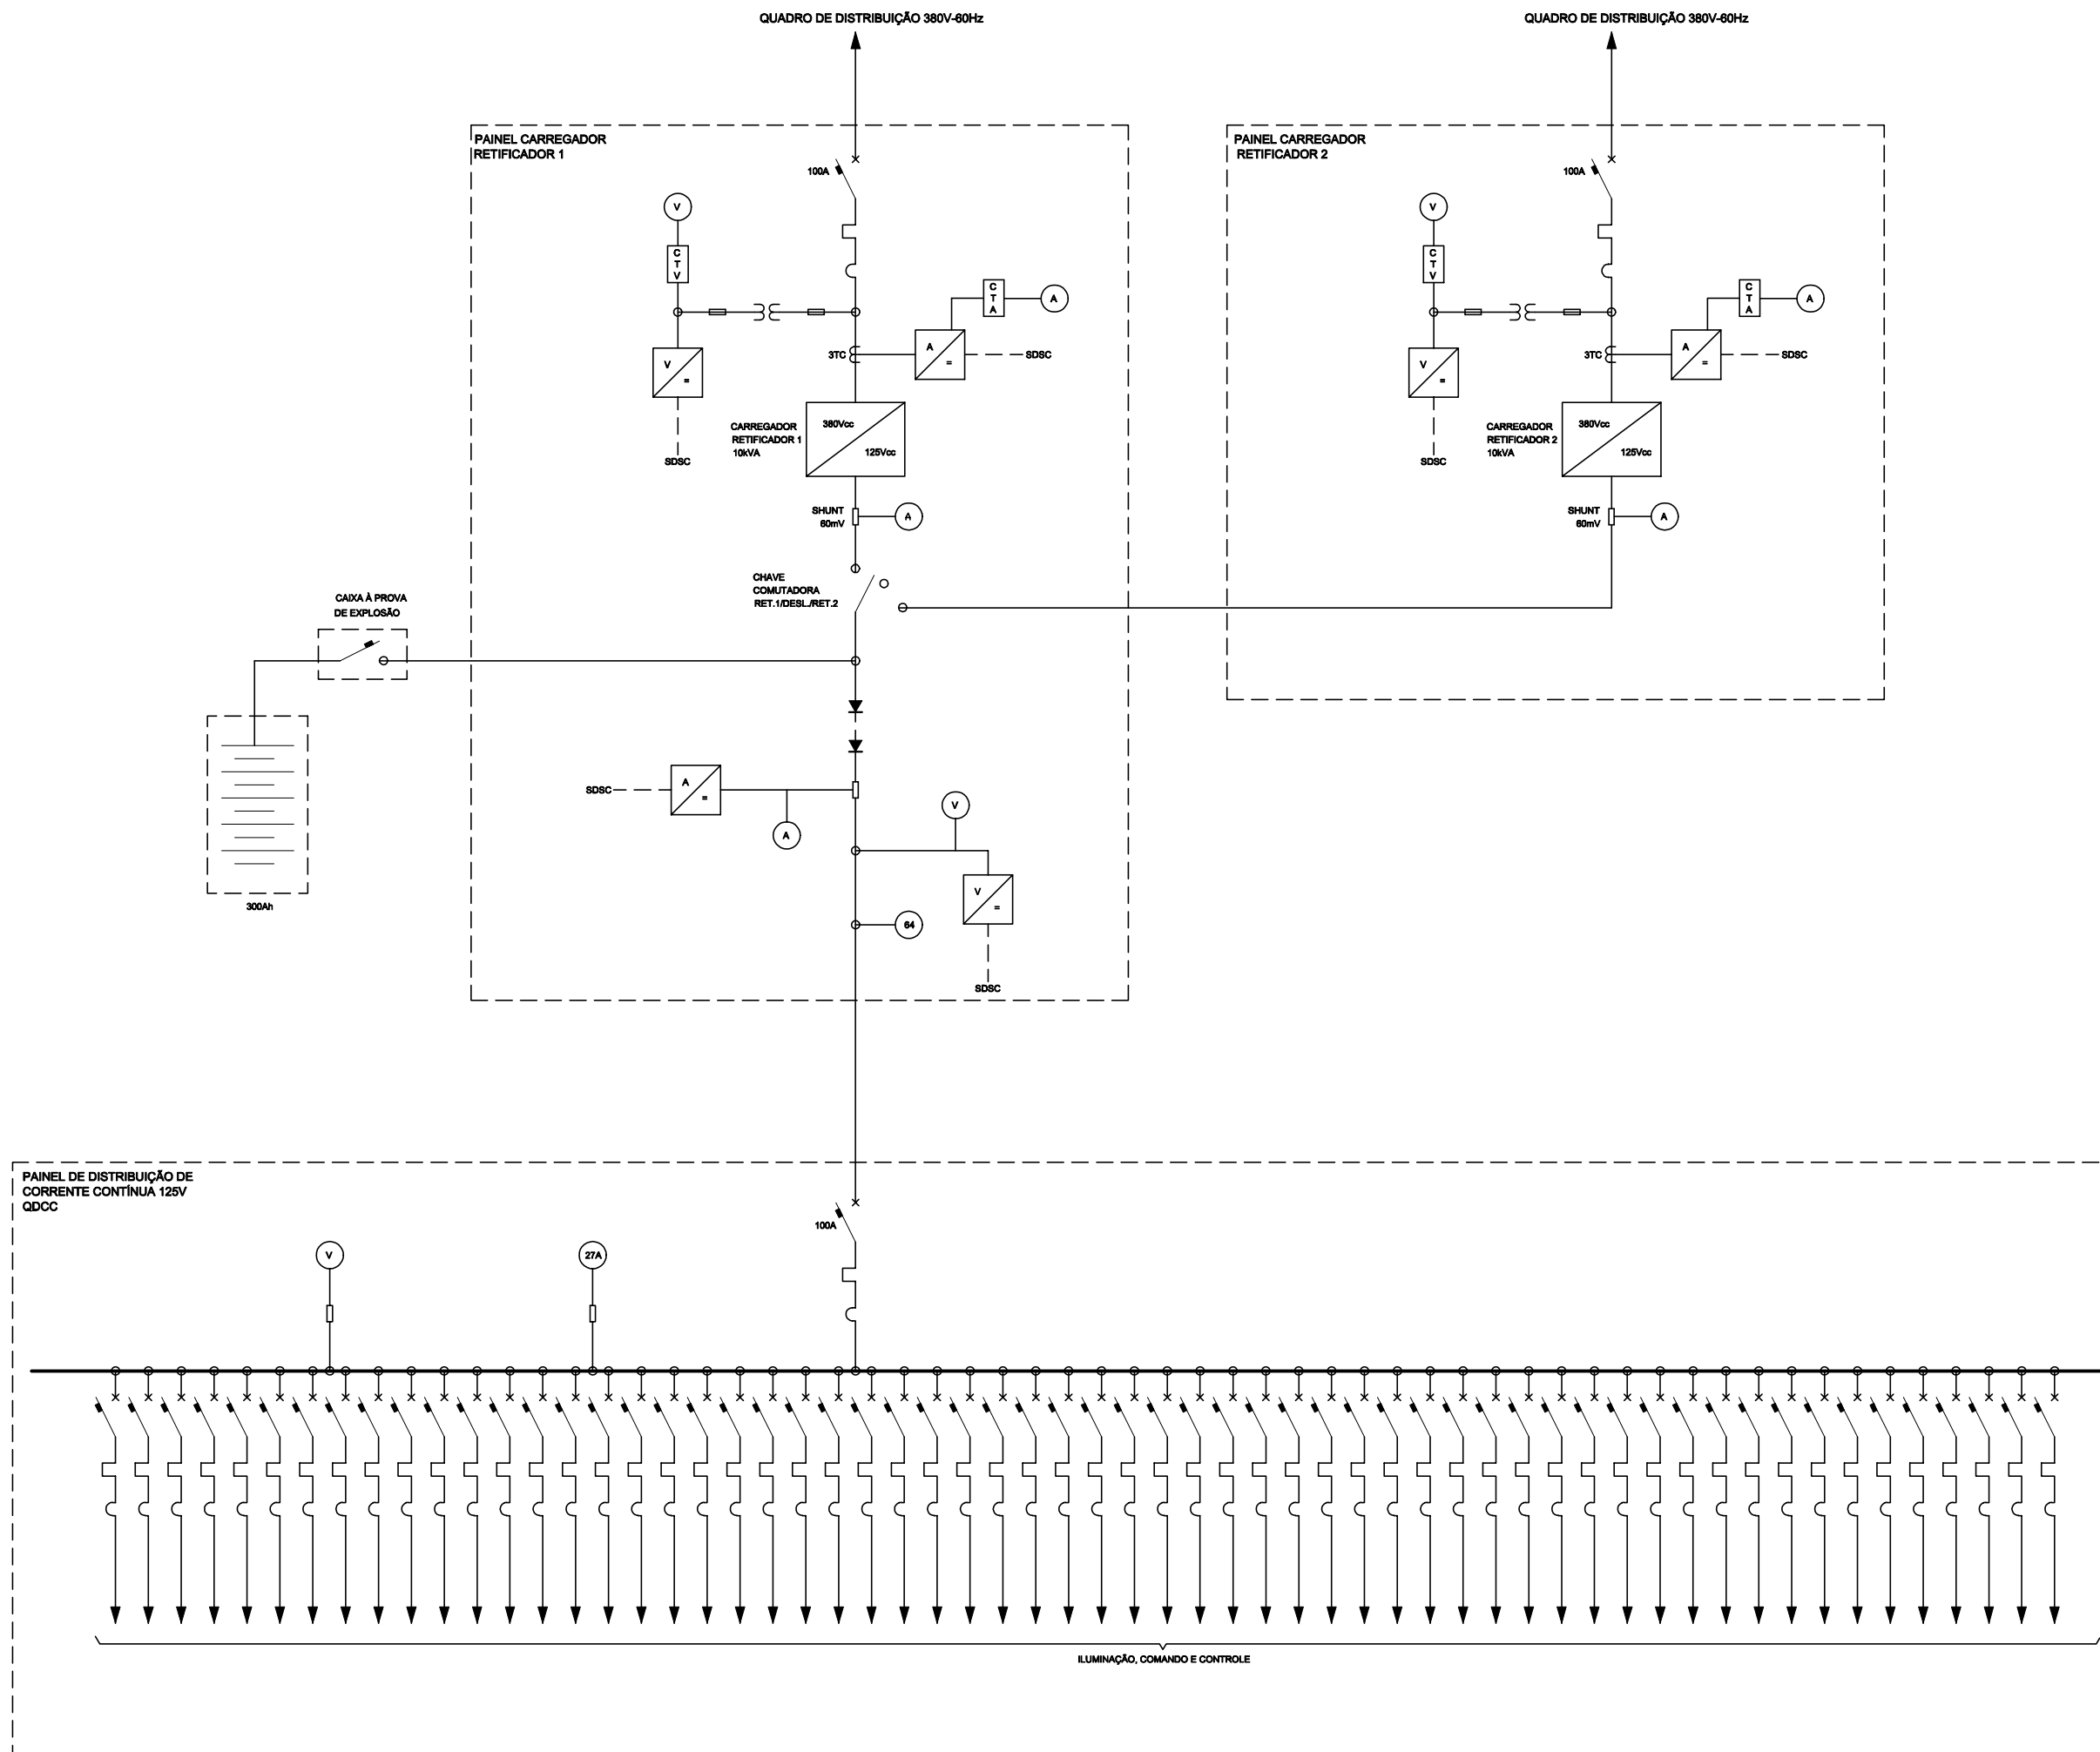 QUADRO DE DISTRIBUIÇÃO 380V-60Hz
QUADRO DE DISTRIBUIÇÃO 380V-60Hz
PAINEL CARREGADOR
RETIFICADOR 1
100A
V
C
T
V
C
T
A
A
3TC
A
=
SDSC
V
=
SDSC
CARREGADOR
RETIFICADOR 1
10kVA
380Vcc
125Vcc
SHUNT
60mV
A
CHAVE
COMUTADORA
RET.1/DESL./RET.2
PAINEL CARREGADOR
RETIFICADOR 2
100A
V
C
T
V
C
T
A
A
3TC
A
=
SDSC
V
=
SDSC
CARREGADOR
RETIFICADOR 2
10kVA
380Vcc
125Vcc
SHUNT
60mV
A
CAIXA À PROVA
DE EXPLOSÃO
300Ah
SDSC
A
=
A
V
V
=
64
SDSC
PAINEL DE DISTRIBUIÇÃO DE
CORRENTE CONTÍNUA 125V
QDCC
100A
V
27A
ILUMINAÇÃO, COMANDO E CONTROLE